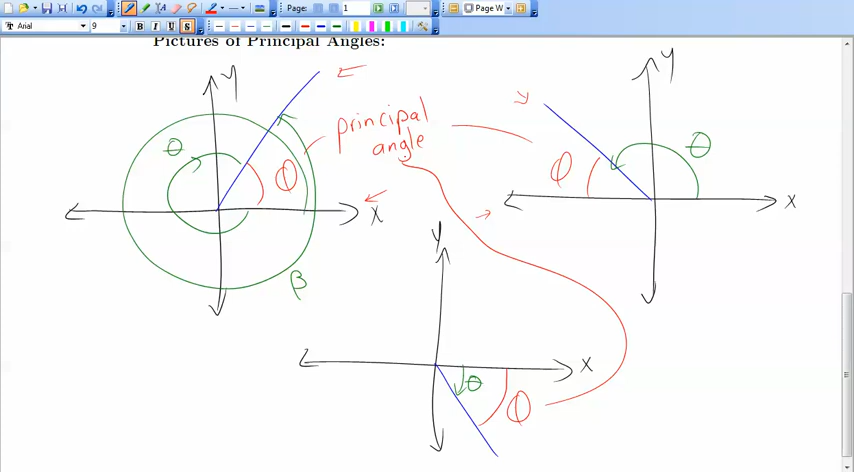 Page:
1
Page W
Arial
9
B I U S
Pictures of Principal Angles:
y
y
y
principal
angle
θ
ϕ
ϕ
θ
x
x
β
y
x
θ
ϕ